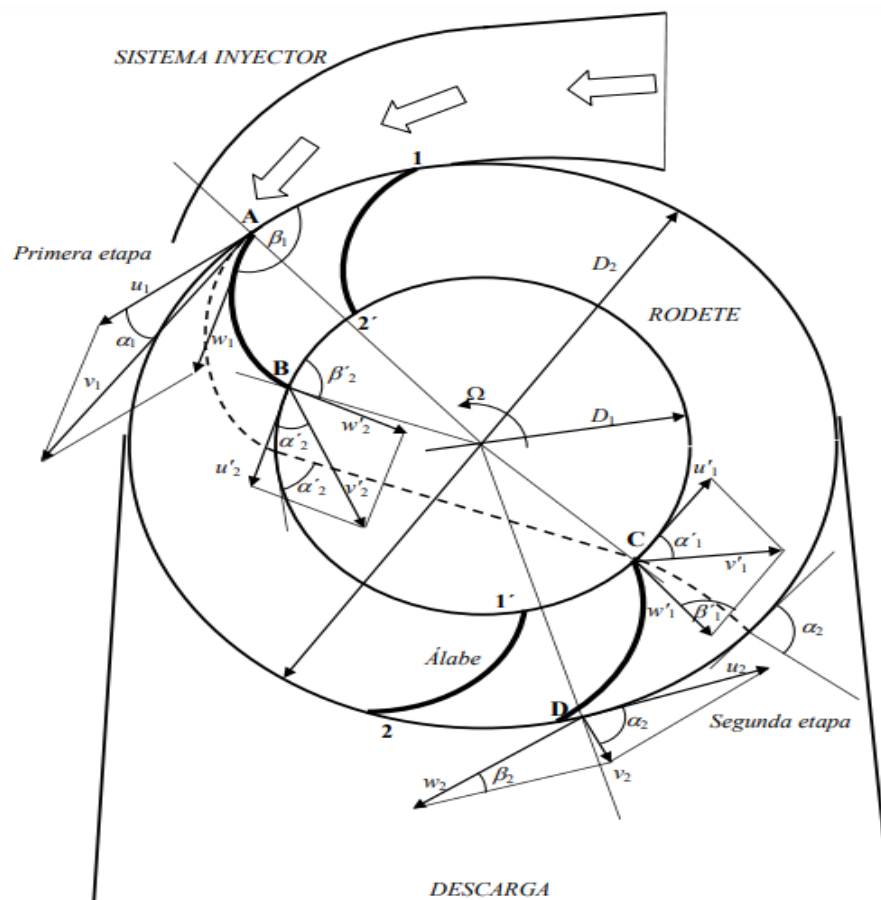 SISTEMA INYECTOR
1
A
β1
Primera etapa
u1
D2
α1
w1
RODETE
2´
v1
B
β´2
Ω
D1
w'2
α´2
u'2
v'2
α´2
u'1
C
α´1
v'1
1´
w'1
β´1
Álabe
α2
u2
D
α2
Segunda etapa
2
w2
β2
v2
DESCARGA